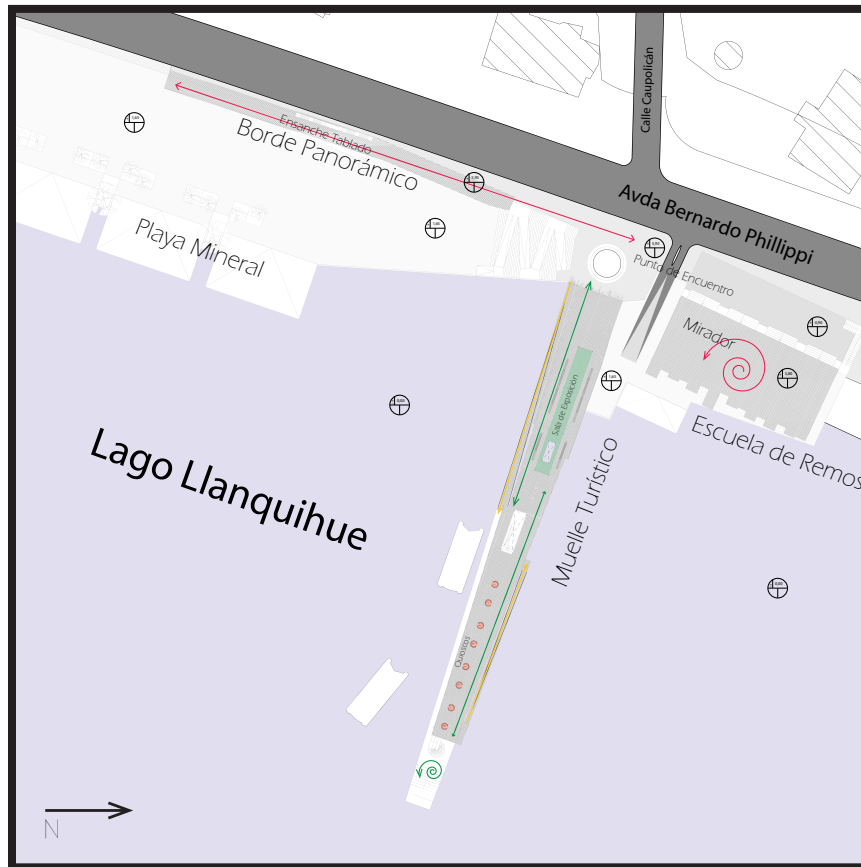 Calle Caupolicán
Ensanche Tablado
Borde Panorámico
Avda Bernardo Phillippi
Playa Mineral
Punto de Encuentro
Mirador
Sala de Exposición
Escuela de Remos
Lago Llanquihue
Muelle Turístico
Quioscos
N